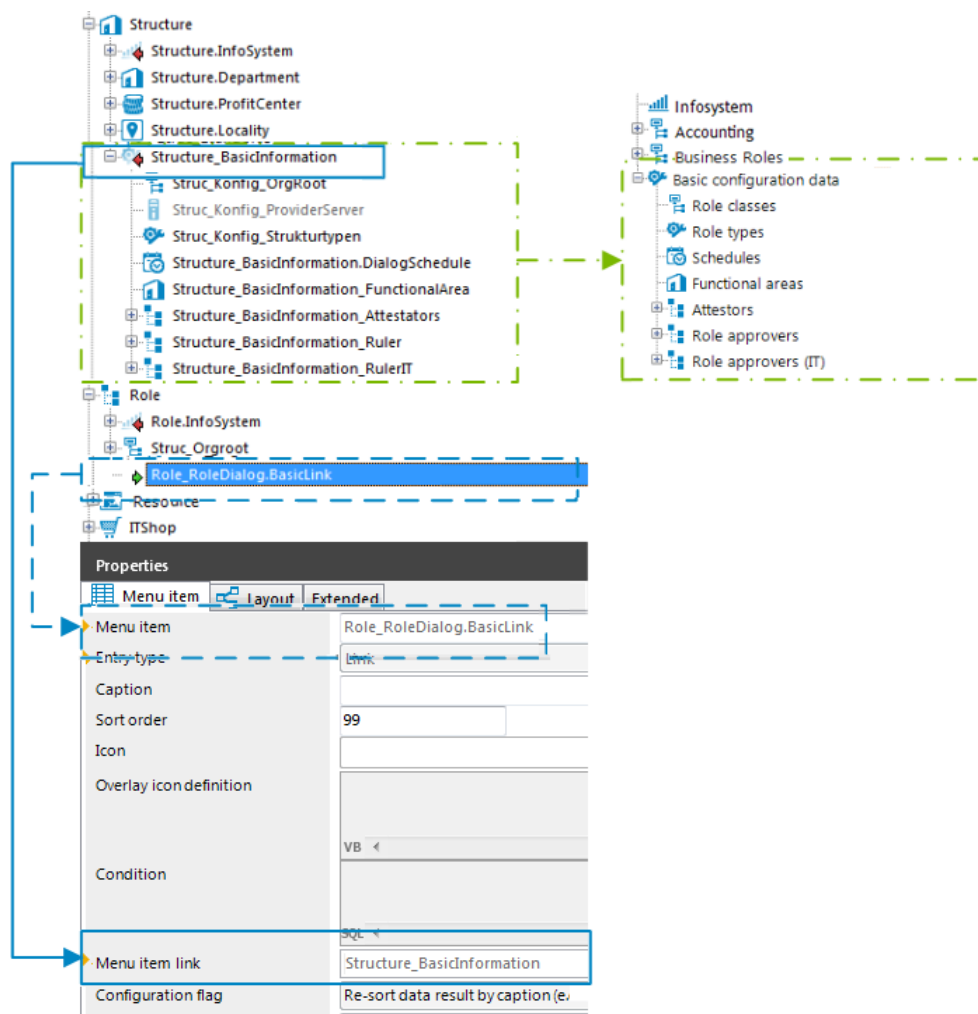 Structure
Structure.InfoSystem
Structure.Department
Structure.ProfitCenter
Structure.Locality
Structure_BasicInformation
Struc_Konfig_OrgRoot
Struc_Konfig_ProviderServer
Struc_Konfig_Strukturtypen
Structure_BasicInformation.DialogSchedule
Structure_BasicInformation_FunctionalArea
Structure_BasicInformation_Attestators
Structure_BasicInformation_Ruler
Structure_BasicInformation_RulerIT
Role
Role.InfoSystem
Struc_Orgroot
Role_RoleDialog.BasicLink
Resource
ITShop
Infosystem
Accounting
Business Roles
Basic configuration data
Role classes
Role types
Schedules
Functional areas
Attestors
Role approvers
Role approvers (IT)
Properties
Menu item Layout Extended
Menu item Role_RoleDialog.BasicLink
Entry type Link
Caption
Sort order 99
Icon
Overlay icon definition
VB
Condition
SQL
Menu item link Structure_BasicInformation
Configuration flag Re-sort data result by caption (e.